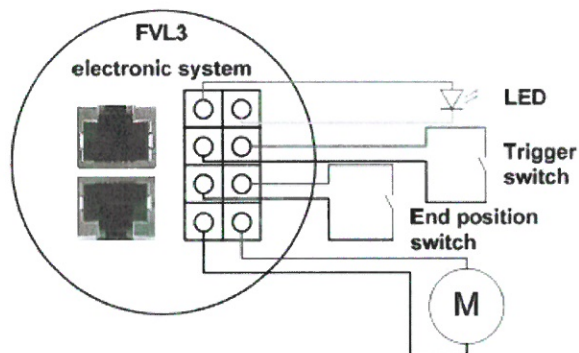 FVL3
electronic system
LED
Trigger
switch
End position
switch
M